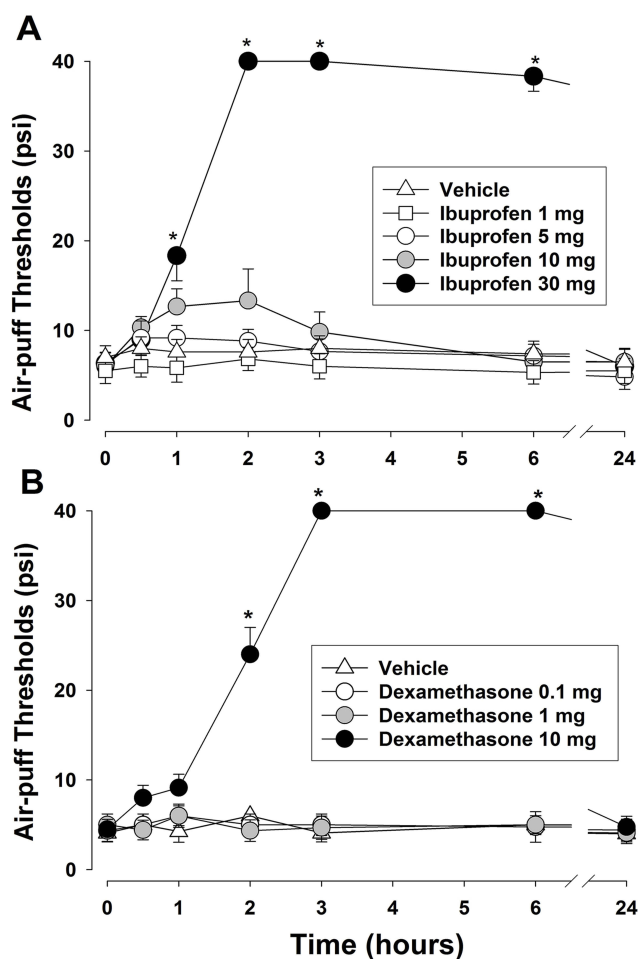 A
Air-puff Thresholds (psi)
40
30
20
10
0
*
*
*
*
Vehicle
Ibuprofen 1 mg
Ibuprofen 5 mg
Ibuprofen 10 mg
Ibuprofen 30 mg
0 1 2 3 4 5 6 24
B
Air-puff Thresholds (psi)
40
30
20
10
0
*
*
*
Vehicle
Dexamethasone 0.1 mg
Dexamethasone 1 mg
Dexamethasone 10 mg
0 1 2 3 4 5 6 24
Time (hours)